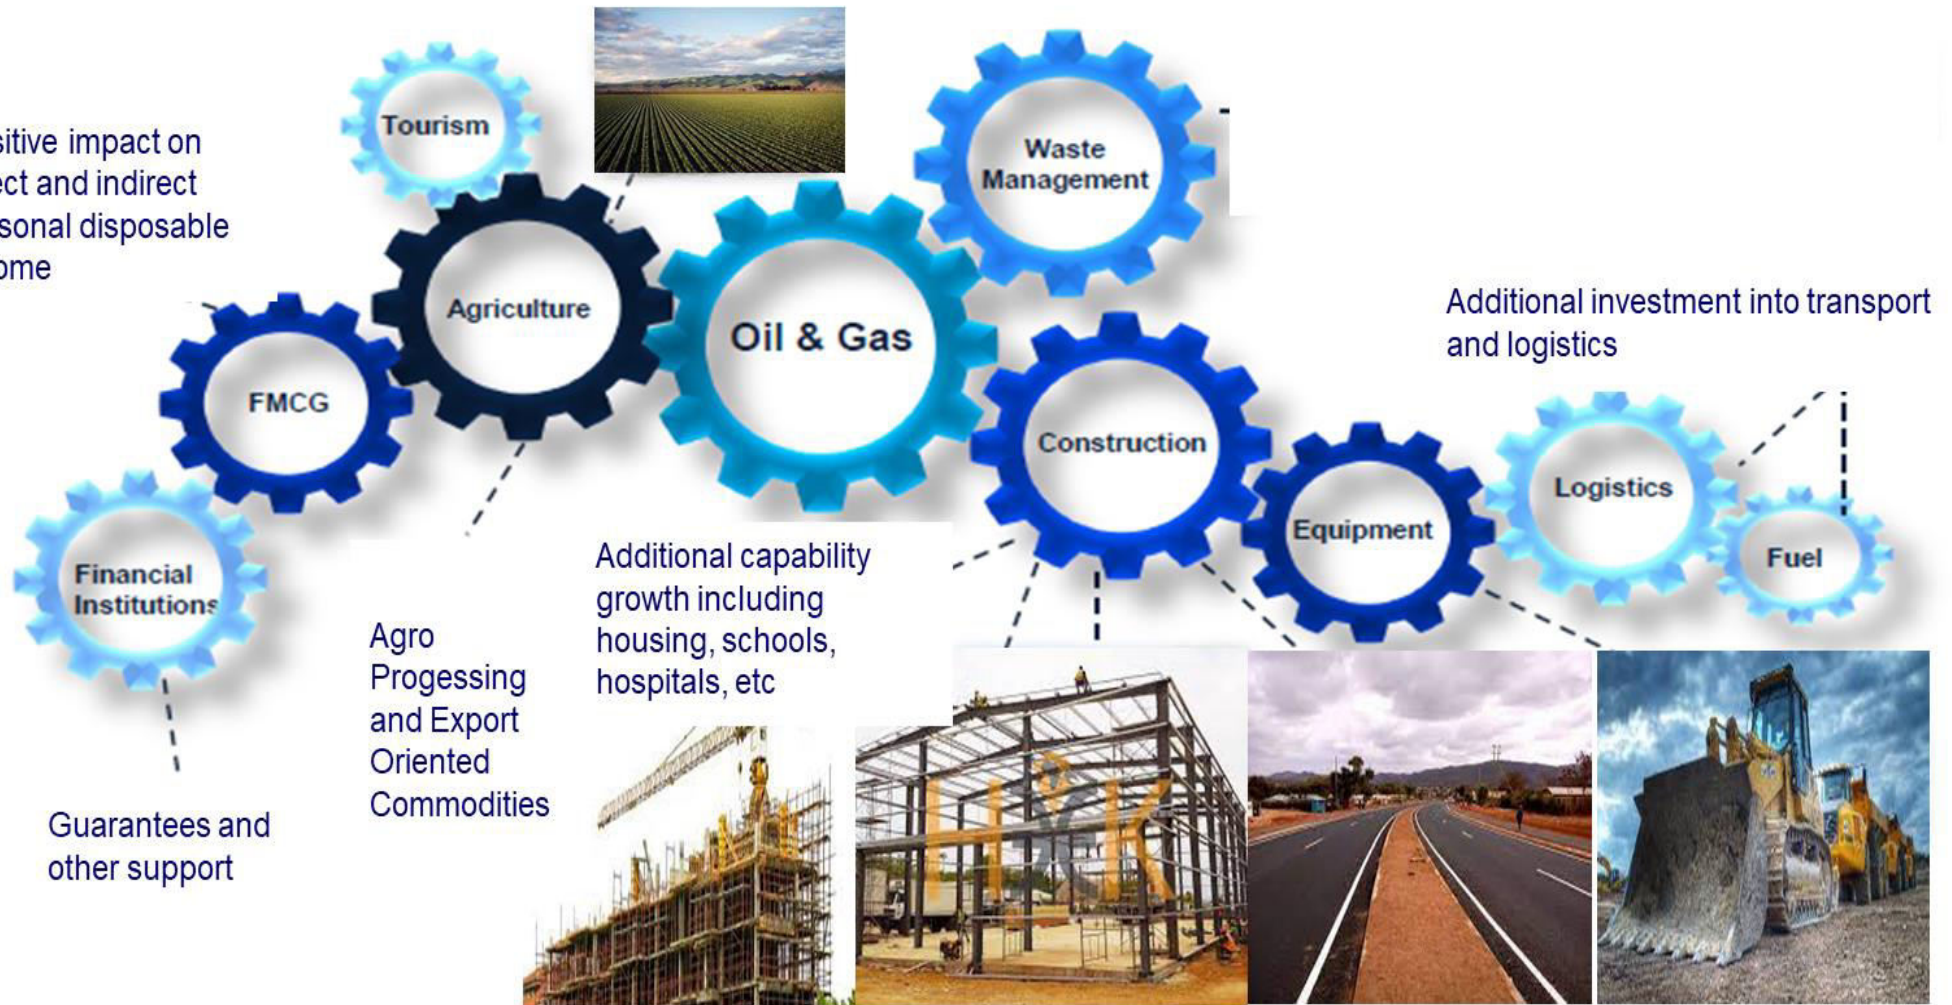 Tourism
Waste
Management
sitive impact on
ect and indirect
rsonal disposable
ome
Agriculture
Oil & Gas
Additional investment into transport
and logistics
FMCG
Construction
Logistics
Equipment
Fuel
Financial
Institutions
Additional capability
growth including
housing, schools,
hospitals, etc
Agro
Progessing
and Export
Oriented
Commodities
Guarantees and
other support